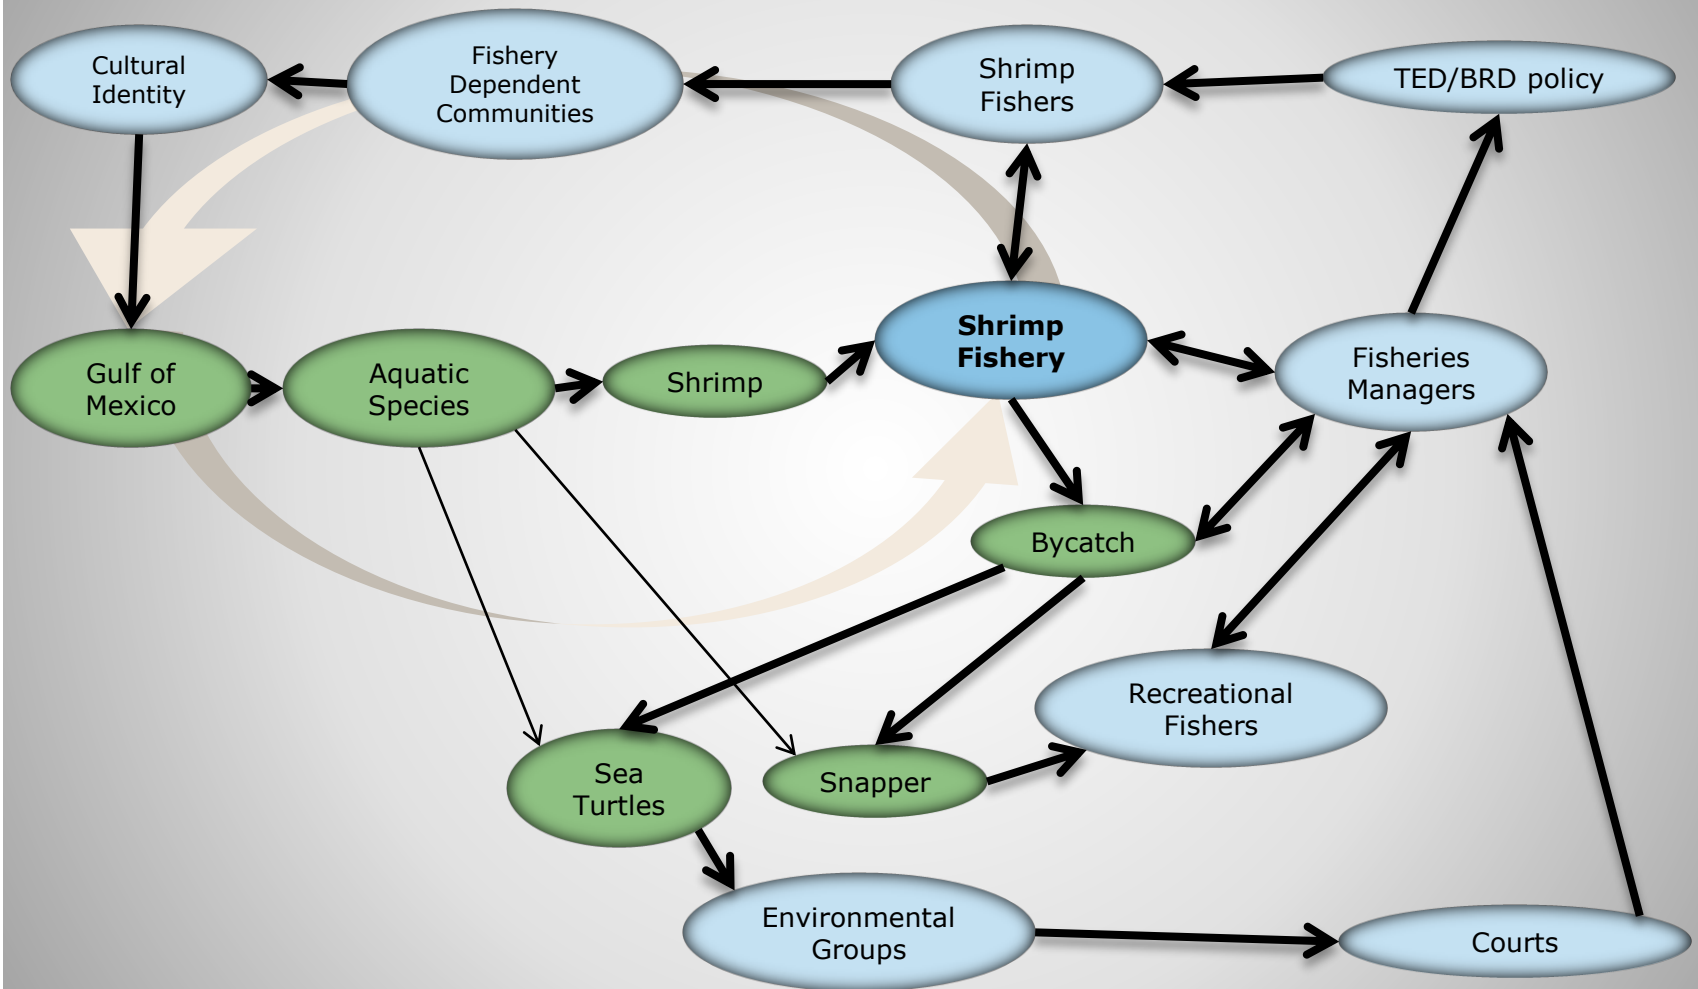 Cultural
Identity
Fishery
Dependent
Communities
Shrimp
Fishers
TED/BRD policy
Gulf of
Mexico
Aquatic
Species
Shrimp
Shrimp
Fishery
Fisheries
Managers
Bycatch
Recreational
Fishers
Sea
Turtles
Snapper
Environmental
Groups
Courts